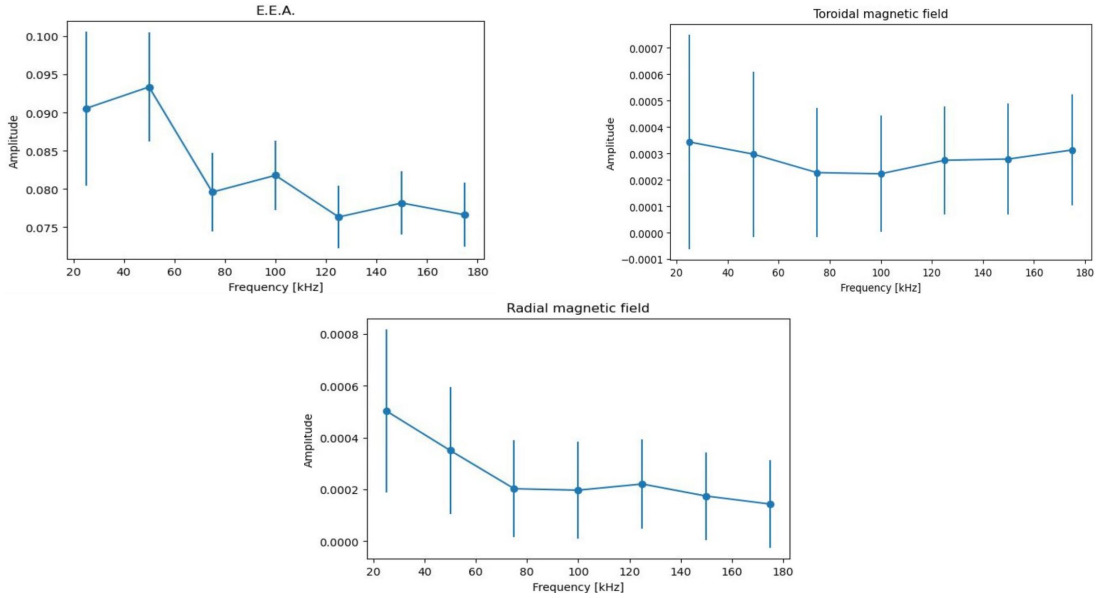 E.E.A.
Amplitude
0.100
0.095
0.090
0.085
0.080
0.075
20 40 60 80 100 120 140 160 180
Frequency [kHz]
Toroidal magnetic field
Amplitude
0.0007
0.0006
0.0005
0.0004
0.0003
0.0002
0.0001
0.0000
−0.0001
20 40 60 80 100 120 140 160 180
Frequency [kHz]
Radial magnetic field
Amplitude
0.0008
0.0006
0.0004
0.0002
0.0000
20 40 60 80 100 120 140 160 180
Frequency [kHz]